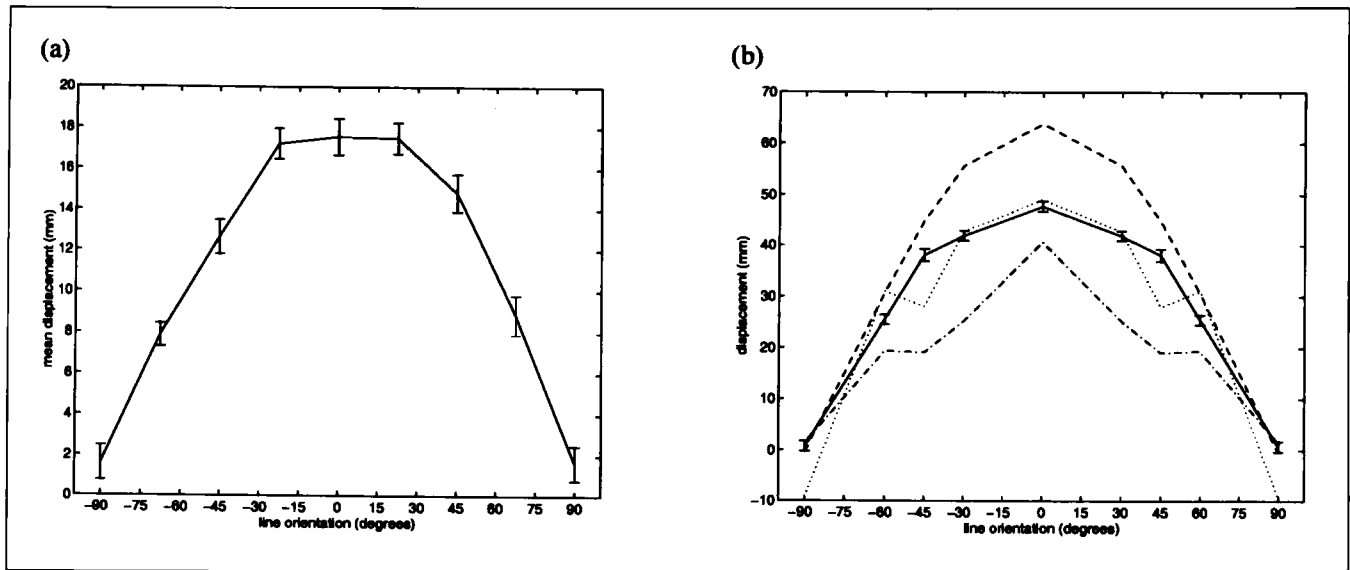 (a)
mean displacement (mm)
20
18
16
14
12
10
8
6
4
2
0
−90 −75 −60 −45 −30 −15 0 15 30 45 60 75 90
line orientation (degrees)
(b)
displacement (mm)
70
60
50
40
30
20
10
0
−10
−90 −75 −60 −45 −30 −15 0 15 30 45 60 75 90
line orientation (degrees)